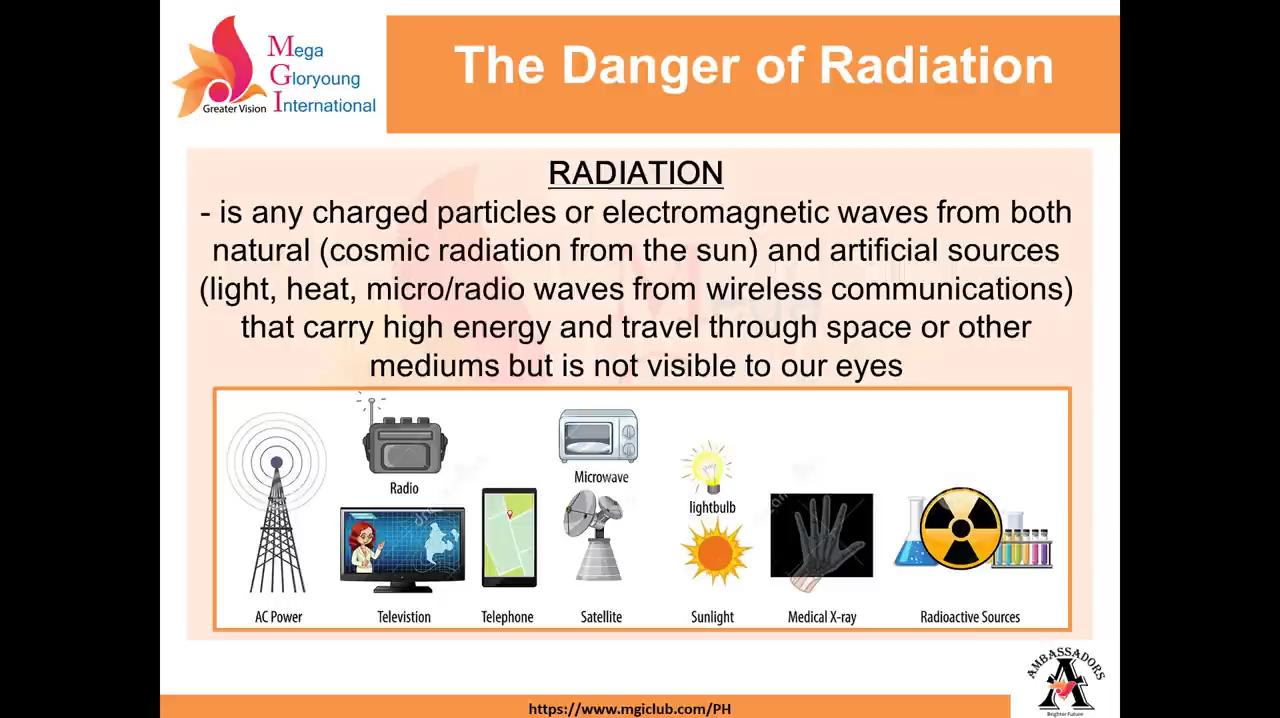 Mega
Gloryoung
International
Greater Vision
The Danger of Radiation
RADIATION
- is any charged particles or electromagnetic waves from both
natural (cosmic radiation from the sun) and artificial sources
(light, heat, micro/radio waves from wireless communications)
that carry high energy and travel through space or other
mediums but is not visible to our eyes
Radio
Microwave
lightbulb
AC Power
Televistion
Telephone
Satellite
Sunlight
Medical X-ray
Radioactive Sources
AMBASSADORS
A
Brighter Future
https://www.mgiclub.com/PH